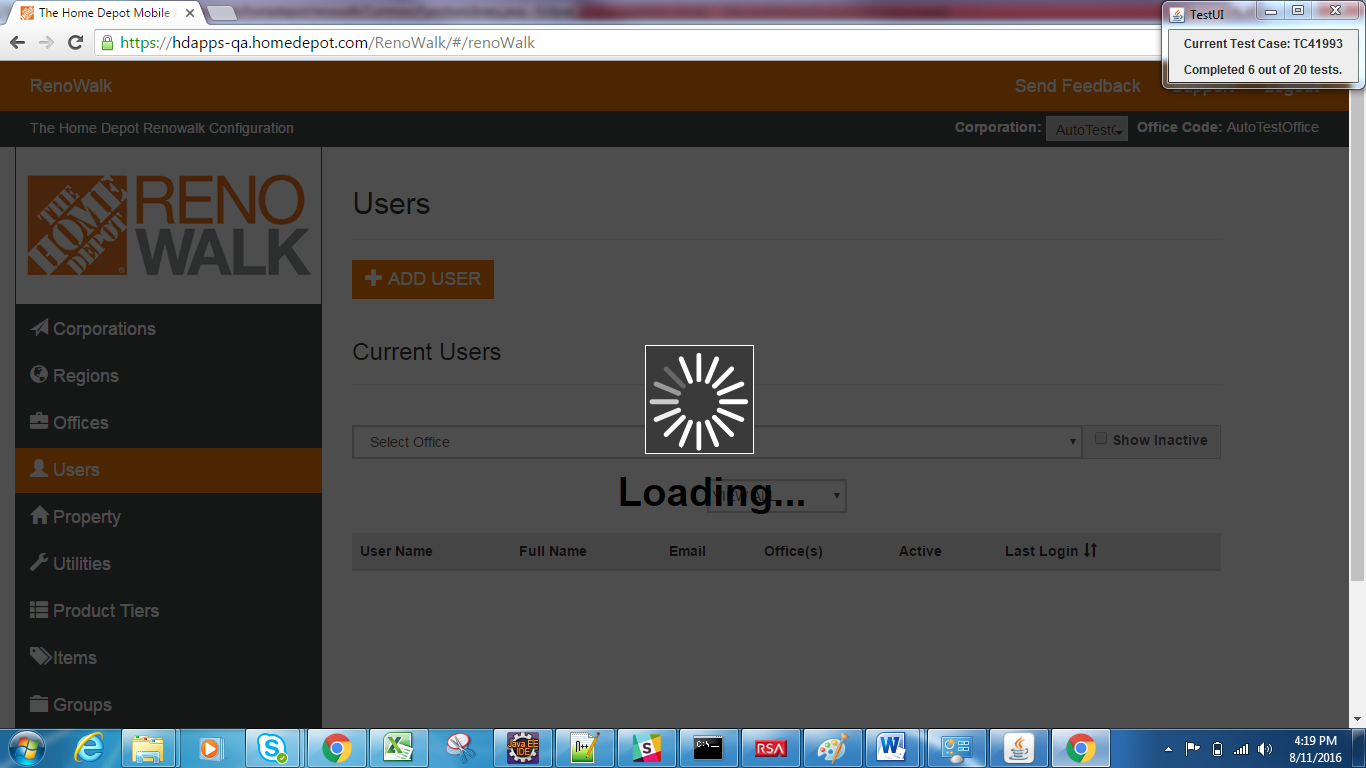 The Home Depot Mobile
TestUI
https://hdapps-qa.homedepot.com/RenoWalk/#/renoWalk
Current Test Case: TC41993
Completed 6 out of 20 tests.
RenoWalk
Send Feedback
Support
Logout
The Home Depot Renowalk Configuration
Corporation:
Office Code: AutoTestOffice
THE HOME DEPOT
RENO
WALK
Users
ADD USER
Current Users
Corporations
Regions
Offices
Users
Property
Utilities
Product Tiers
Items
Groups
Select Office
Show Inactive
Loading...
User Name Full Name Email Office(s) Active Last Login
Java EE
IDE
C:\
RSA
4:19 PM
8/11/2016